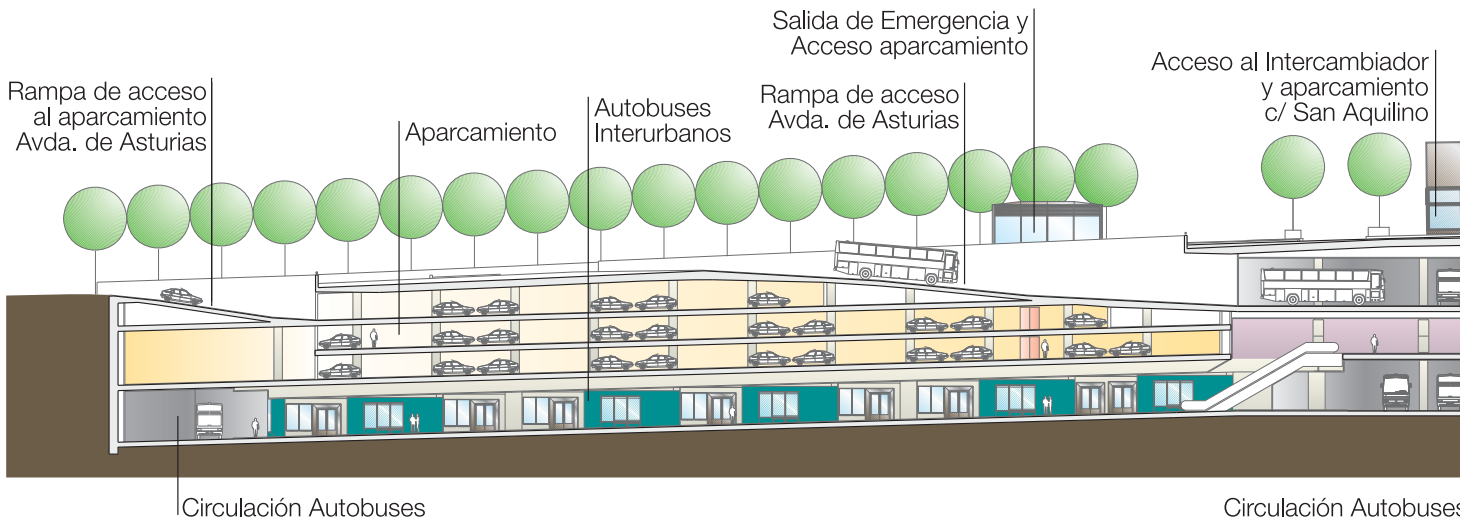 Salida de Emergencia y
Acceso aparcamiento
Acceso al Intercambiador
y aparcamiento
c/ San Aquilino
Rampa de acceso
al aparcamiento
Avda. de Asturias
Aparcamiento
Autobuses
Interurbanos
Rampa de acceso
Avda. de Asturias
Circulación Autobuses
Circulación Autobuses